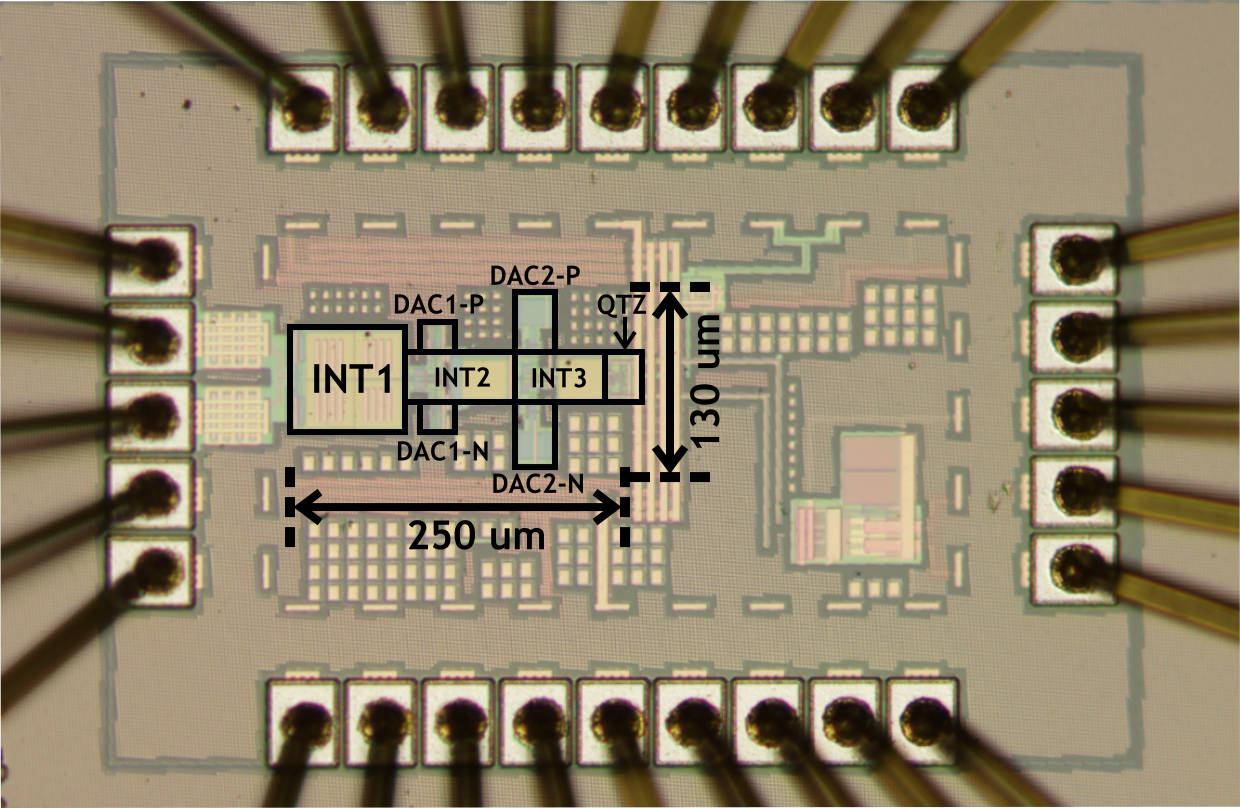 DAC2-P
DAC1-P
QTZ
INT1
INT2
INT3
130 um
DAC1-N
DAC2-N
250 um